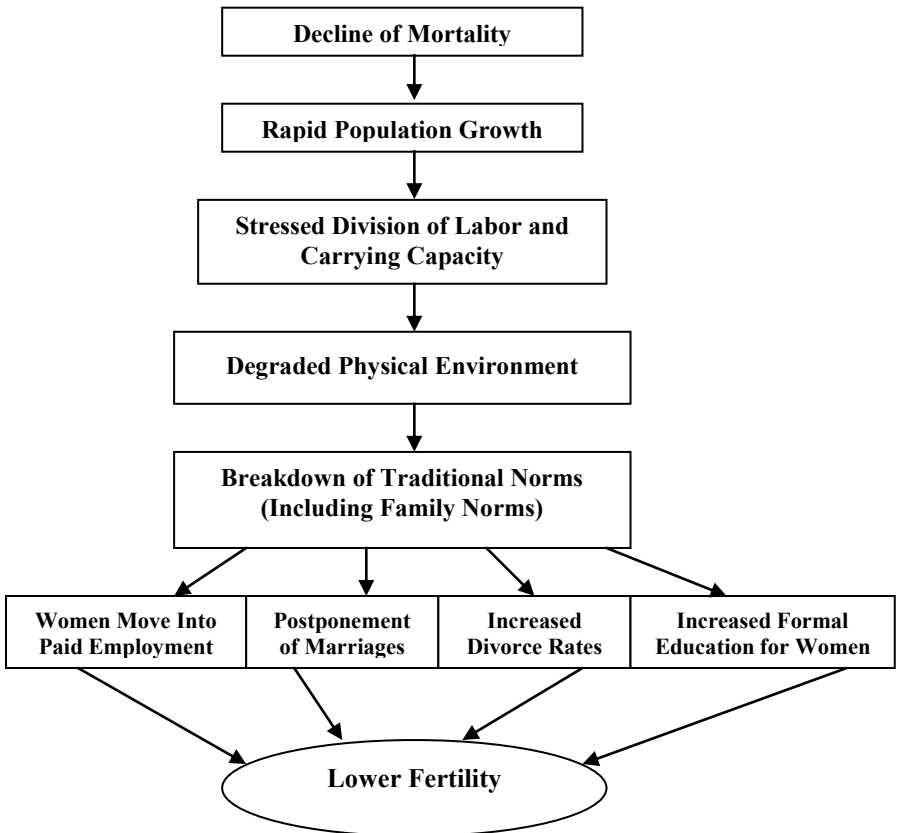 Decline of Mortality
Rapid Population Growth
Stressed Division of Labor and
Carrying Capacity
Degraded Physical Environment
Breakdown of Traditional Norms
(Including Family Norms)
Women Move Into
Paid Employment
Postponement
of Marriages
Increased
Divorce Rates
Increased Formal
Education for Women
Lower Fertility